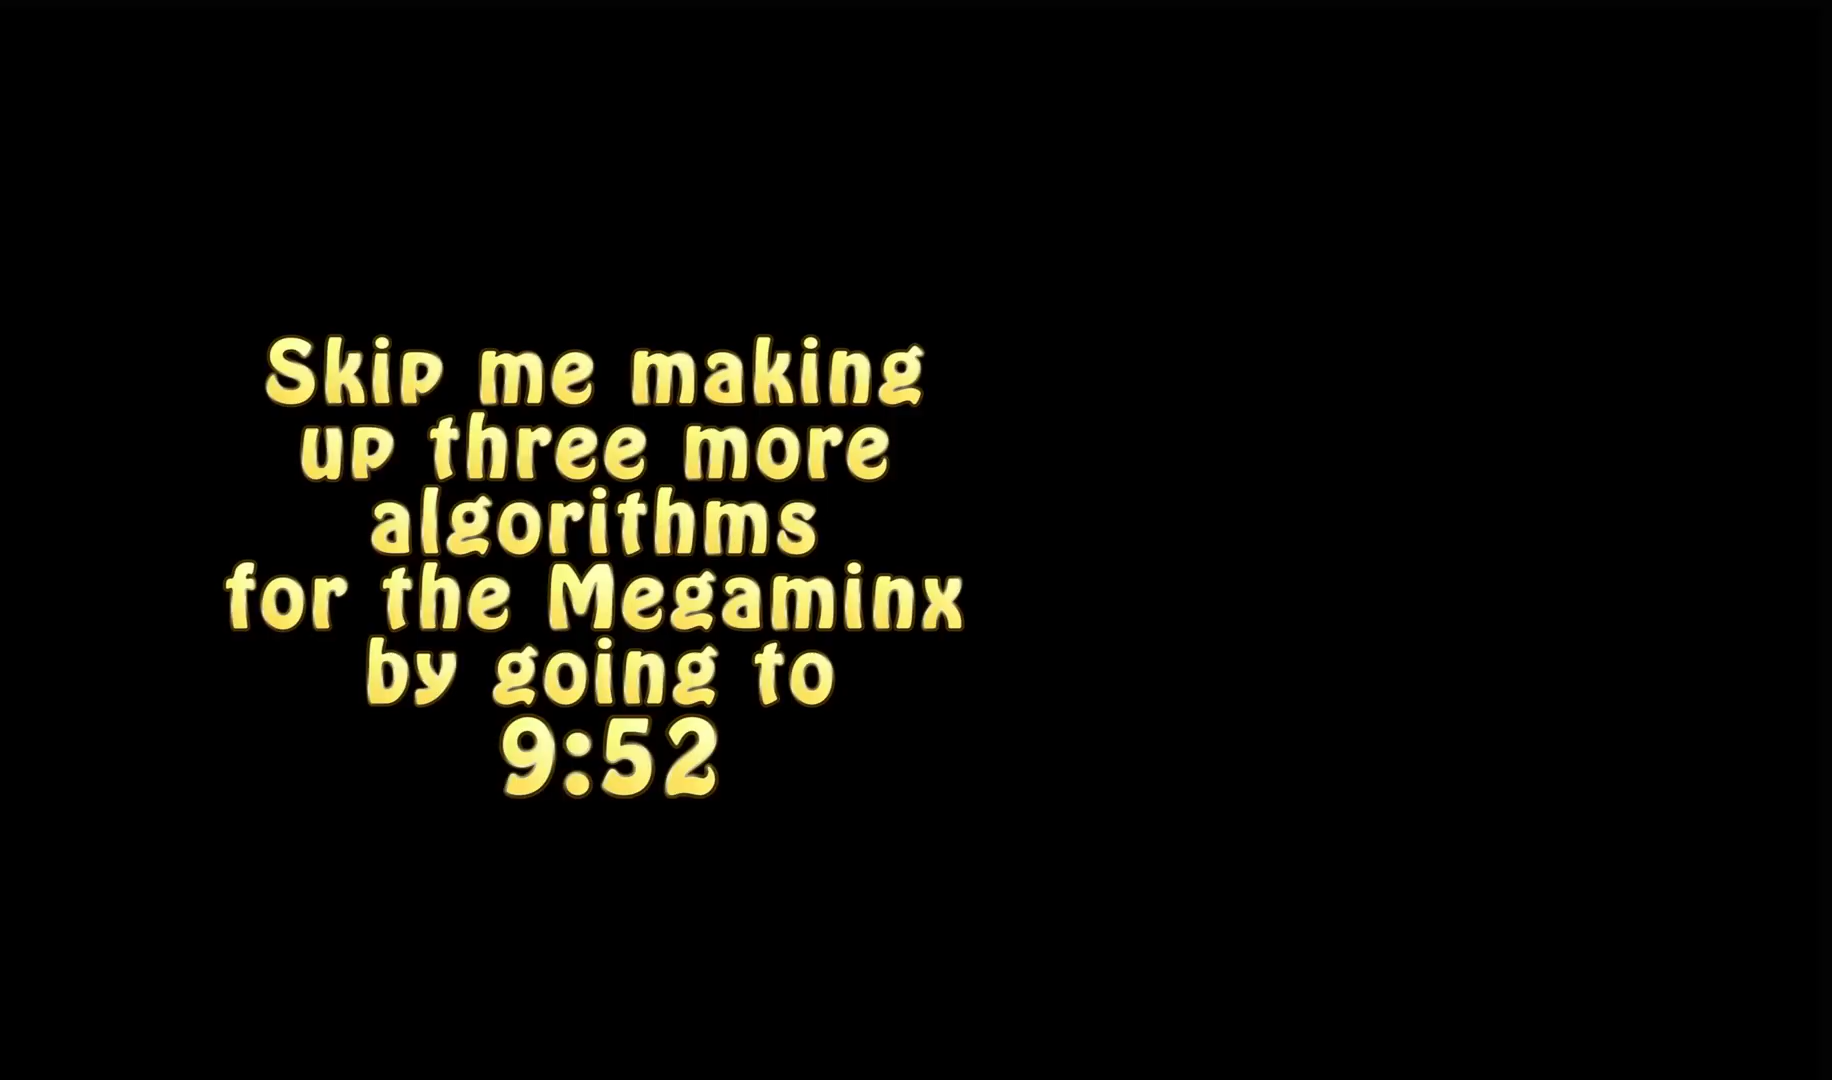 Skip me making
up three more
algorithms
for the Megaminx
by going to
9:52